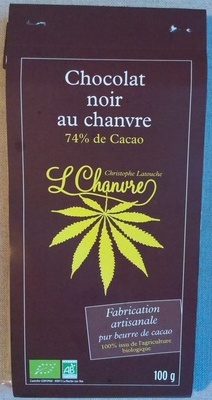 Chocolat
noir
au chanvre
74% de Cacao
Christophe Latouche
L'Chanvre
Fabrication
artisanale
pur beurre de cacao
100% issu de l'agriculture
biologique
AB
100 g